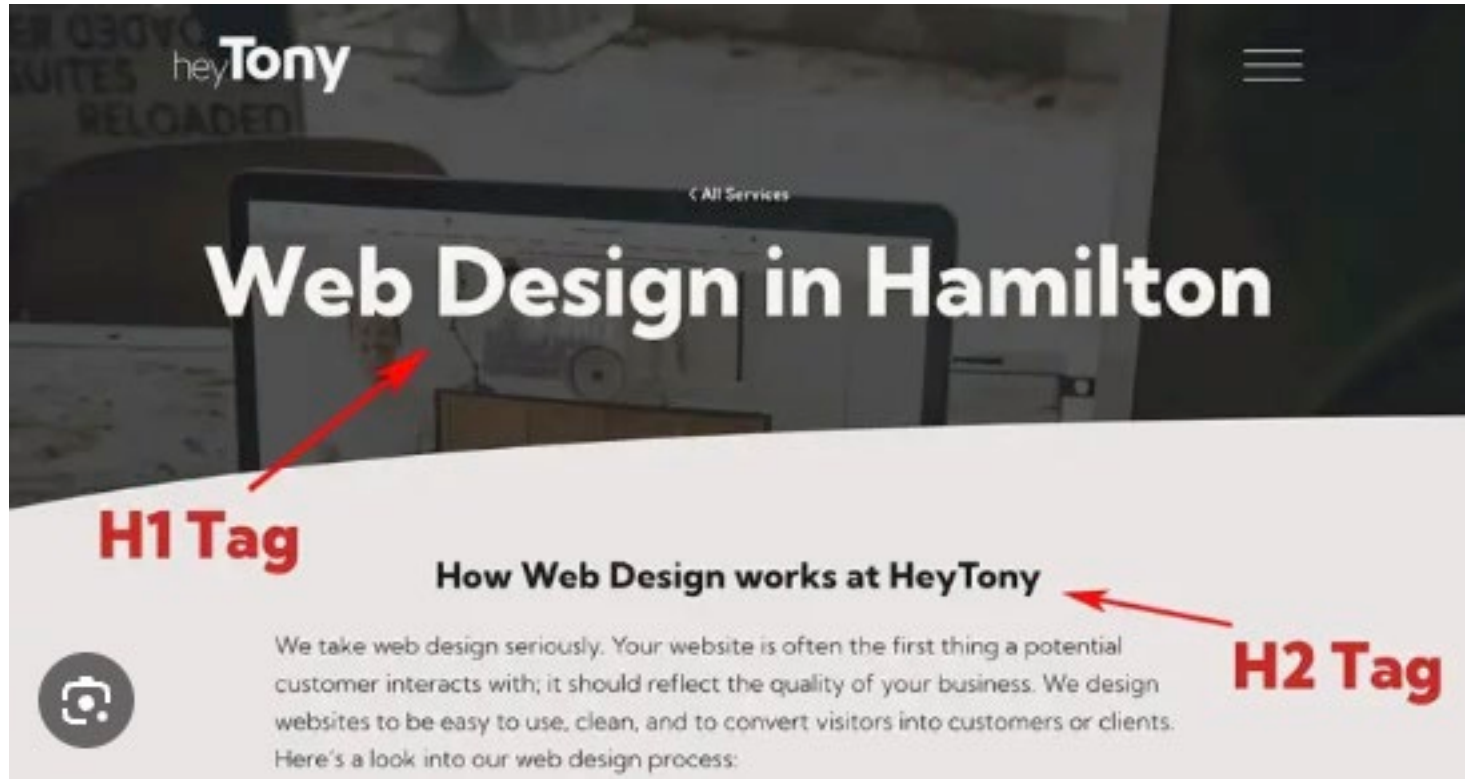 ER 
SUITES
RELOADED
heyTony
< All Services
Web Design in Hamilton
H1 Tag
How Web Design works at HeyTony
We take web design seriously. Your website is often the first thing a potential
customer interacts with; it should reflect the quality of your business. We design
websites to be easy to use, clean, and to convert visitors into customers or clients.
Here's a look into our web design process:
H2 Tag